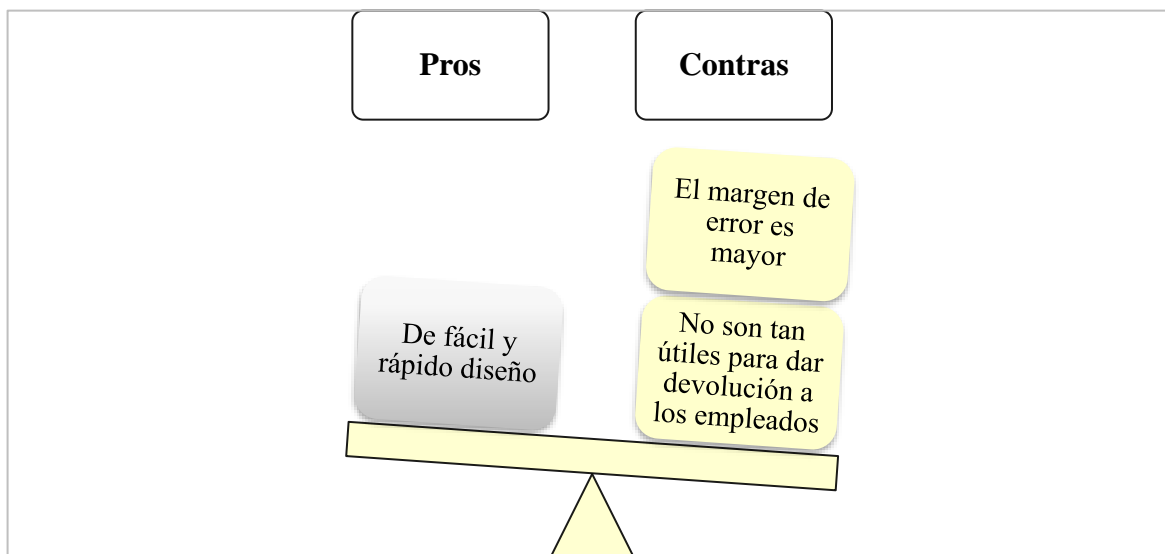 Pros
Contras
El margen de
error es
mayor
De fácil y
rápido diseño
No son tan
útiles para dar
devolución a
los empleados